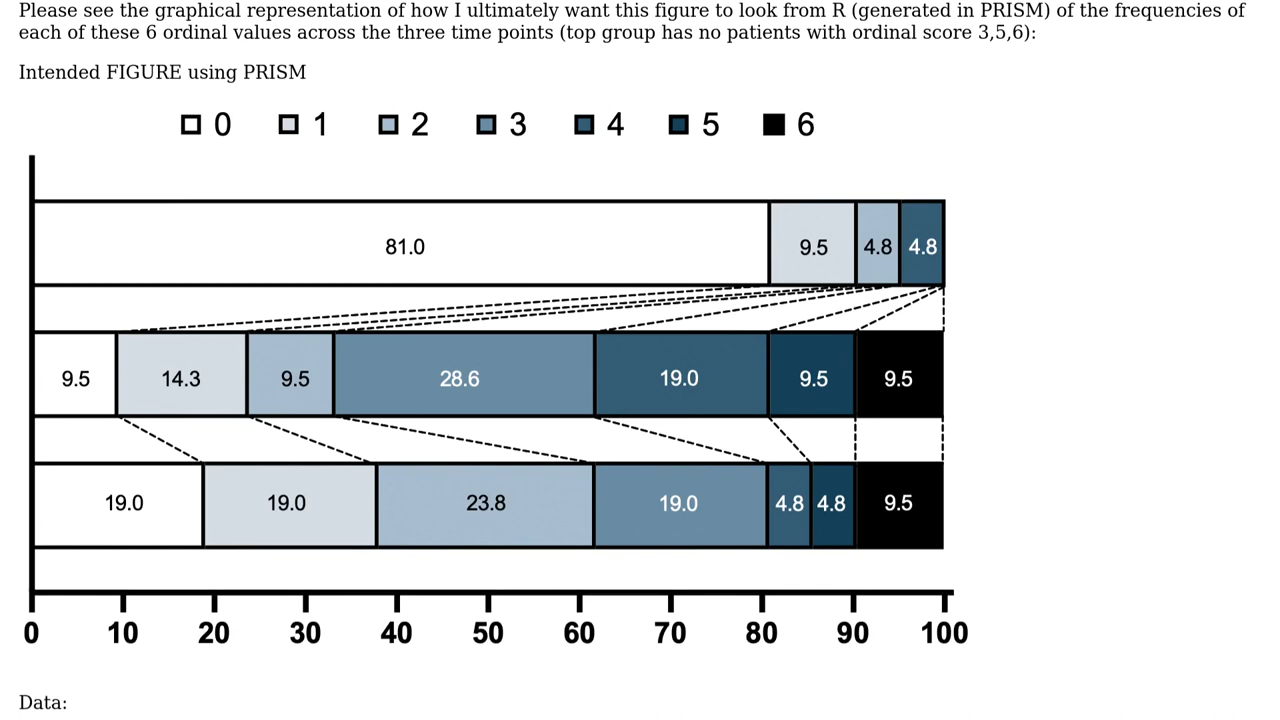 Please see the graphical representation of how I ultimately want this figure to look from R (generated in PRISM) of the frequencies of
each of these 6 ordinal values across the three time points (top group has no patients with ordinal score 3,5,6):
Intended FIGURE using PRISM
0 1 2 3 4 5 6
81.0 9.5 4.8 4.8
9.5 14.3 9.5 28.6 19.0 9.5 9.5
19.0 19.0 23.8 19.0 4.8 4.8 9.5
0 10 20 30 40 50 60 70 80 90 100
Data: